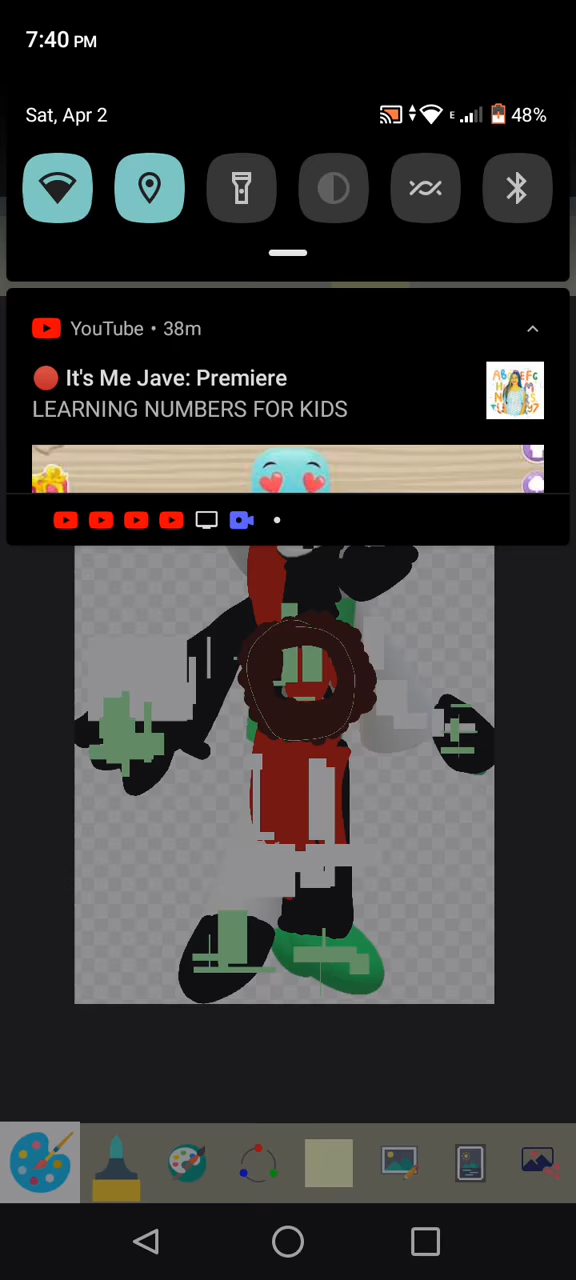 7:40 PM
Sat, Apr 2
E
48%
YouTube • 38m
🔴 It's Me Jave: Premiere
LEARNING NUMBERS FOR KIDS